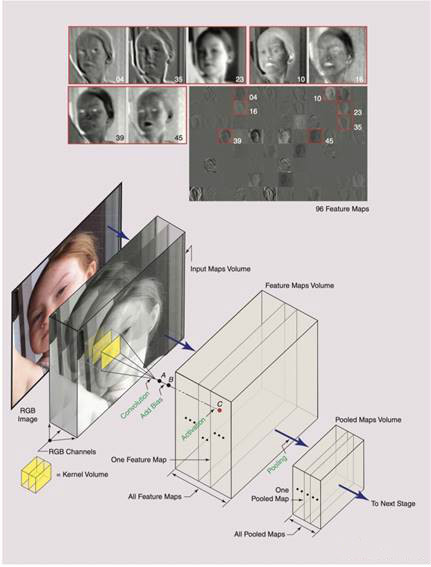 04
35
23
10
16
39
45
04
16
10
23
35
39
45
96 Feature Maps
Input Maps Volume
Feature Maps Volume
A
B
C
Convolution
Add Bias
Activation
RGB
Image
RGB Channels
= Kernel Volume
One Feature Map
All Feature Maps
Pooling
Pooled Maps Volume
One
Pooled Map
To Next Stage
All Pooled Maps